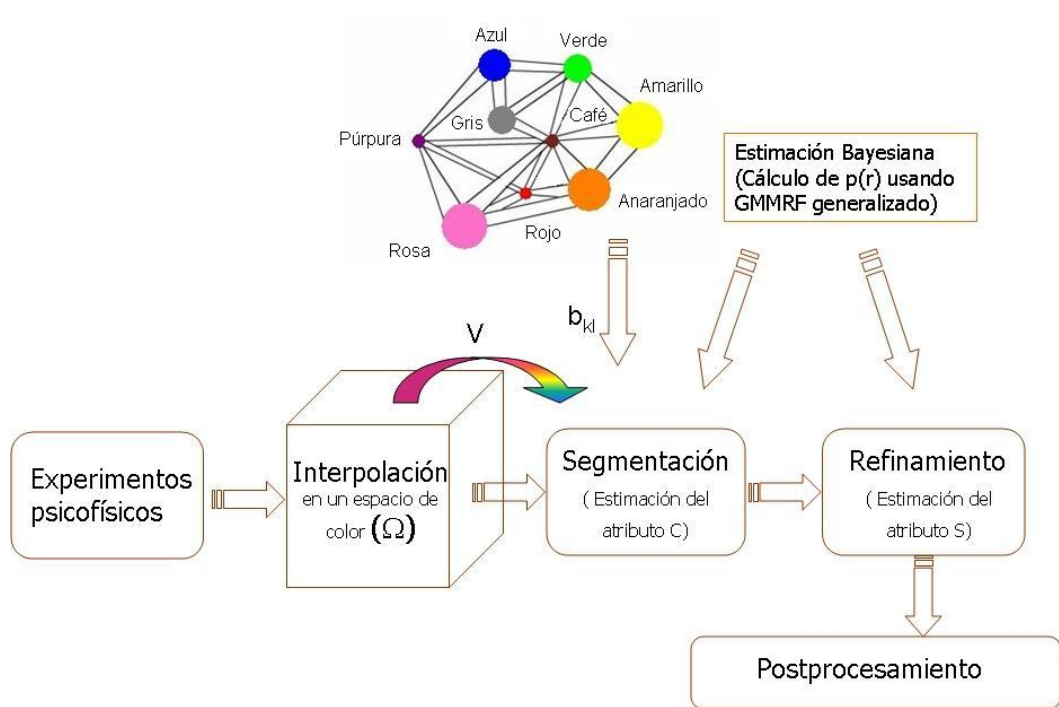 Azul
Verde
Amarillo
Gris
Café
Púrpura
Anaranjado
Rojo
Rosa
Estimación Bayesiana
(Cálculo de p(r) usando
GMMRF generalizado)
b_kl
V
Experimentos
psicofísicos
Interpolación
en un espacio de
color (Ω)
Segmentación
( Estimación del
atributo C)
Refinamiento
( Estimación del
atributo S)
Postprocesamiento